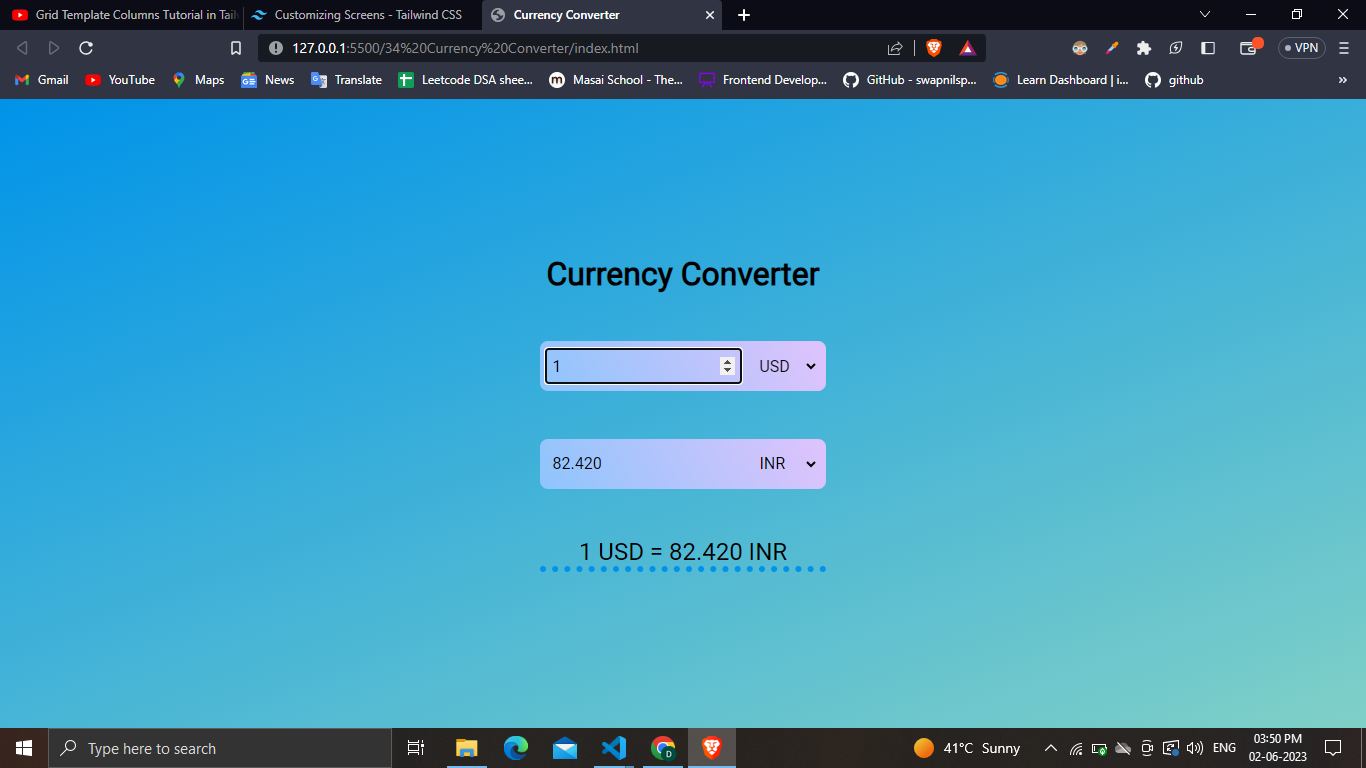 Grid Template Columns Tutorial in Tail
Customizing Screens - Tailwind CSS
Currency Converter
127.0.0.1:5500/34%20Currency%20Converter/index.html
VPN
Gmail
YouTube
Maps
News
Translate
Leetcode DSA shee...
m
Masai School - The...
Frontend Develop...
GitHub - swapnilsp...
Learn Dashboard | i...
github
»
Currency Converter
1 USD
82.420 INR
1 USD = 82.420 INR
Type here to search
41°C Sunny
ENG
03:50 PM
02-06-2023